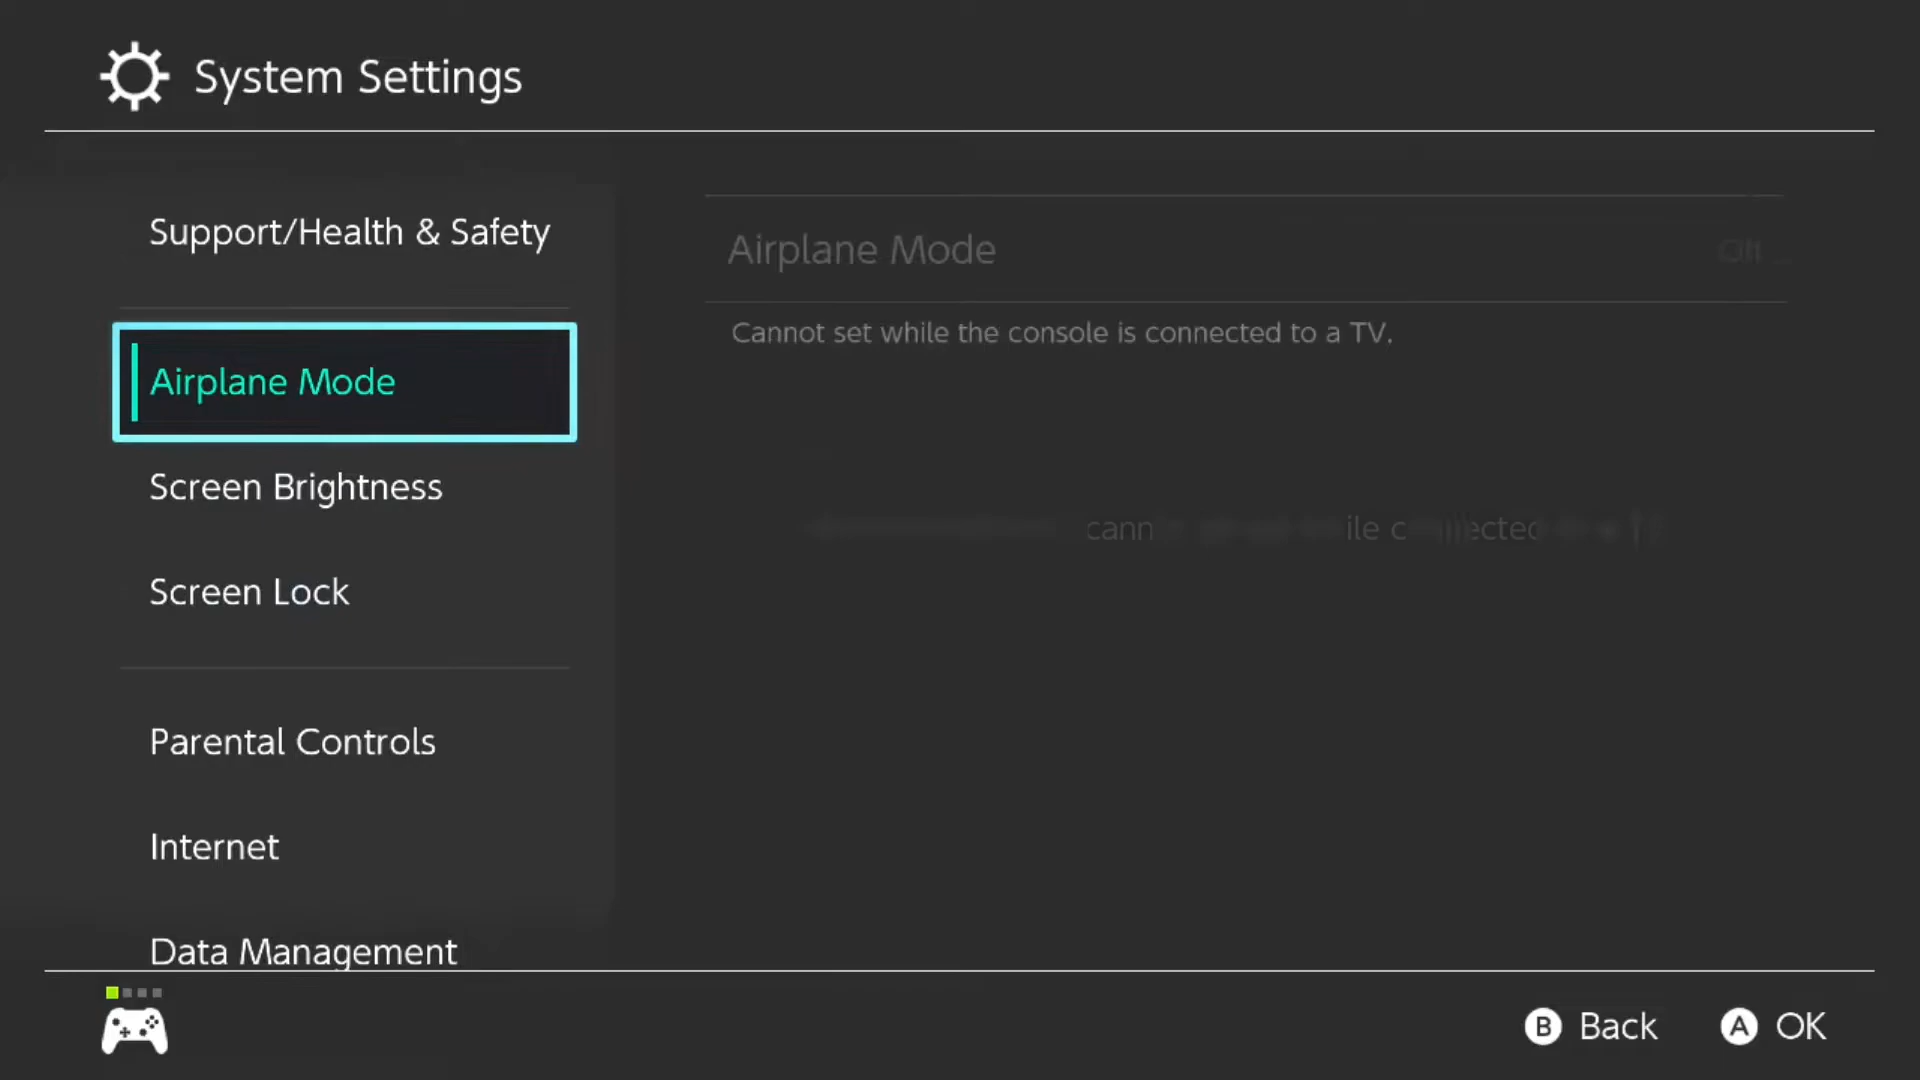 System Settings
Support/Health & Safety
Airplane Mode
Screen Brightness
Screen Lock
Parental Controls
Internet
Data Management
Airplane Mode
Cannot set while the console is connected to a TV.
B Back
A OK